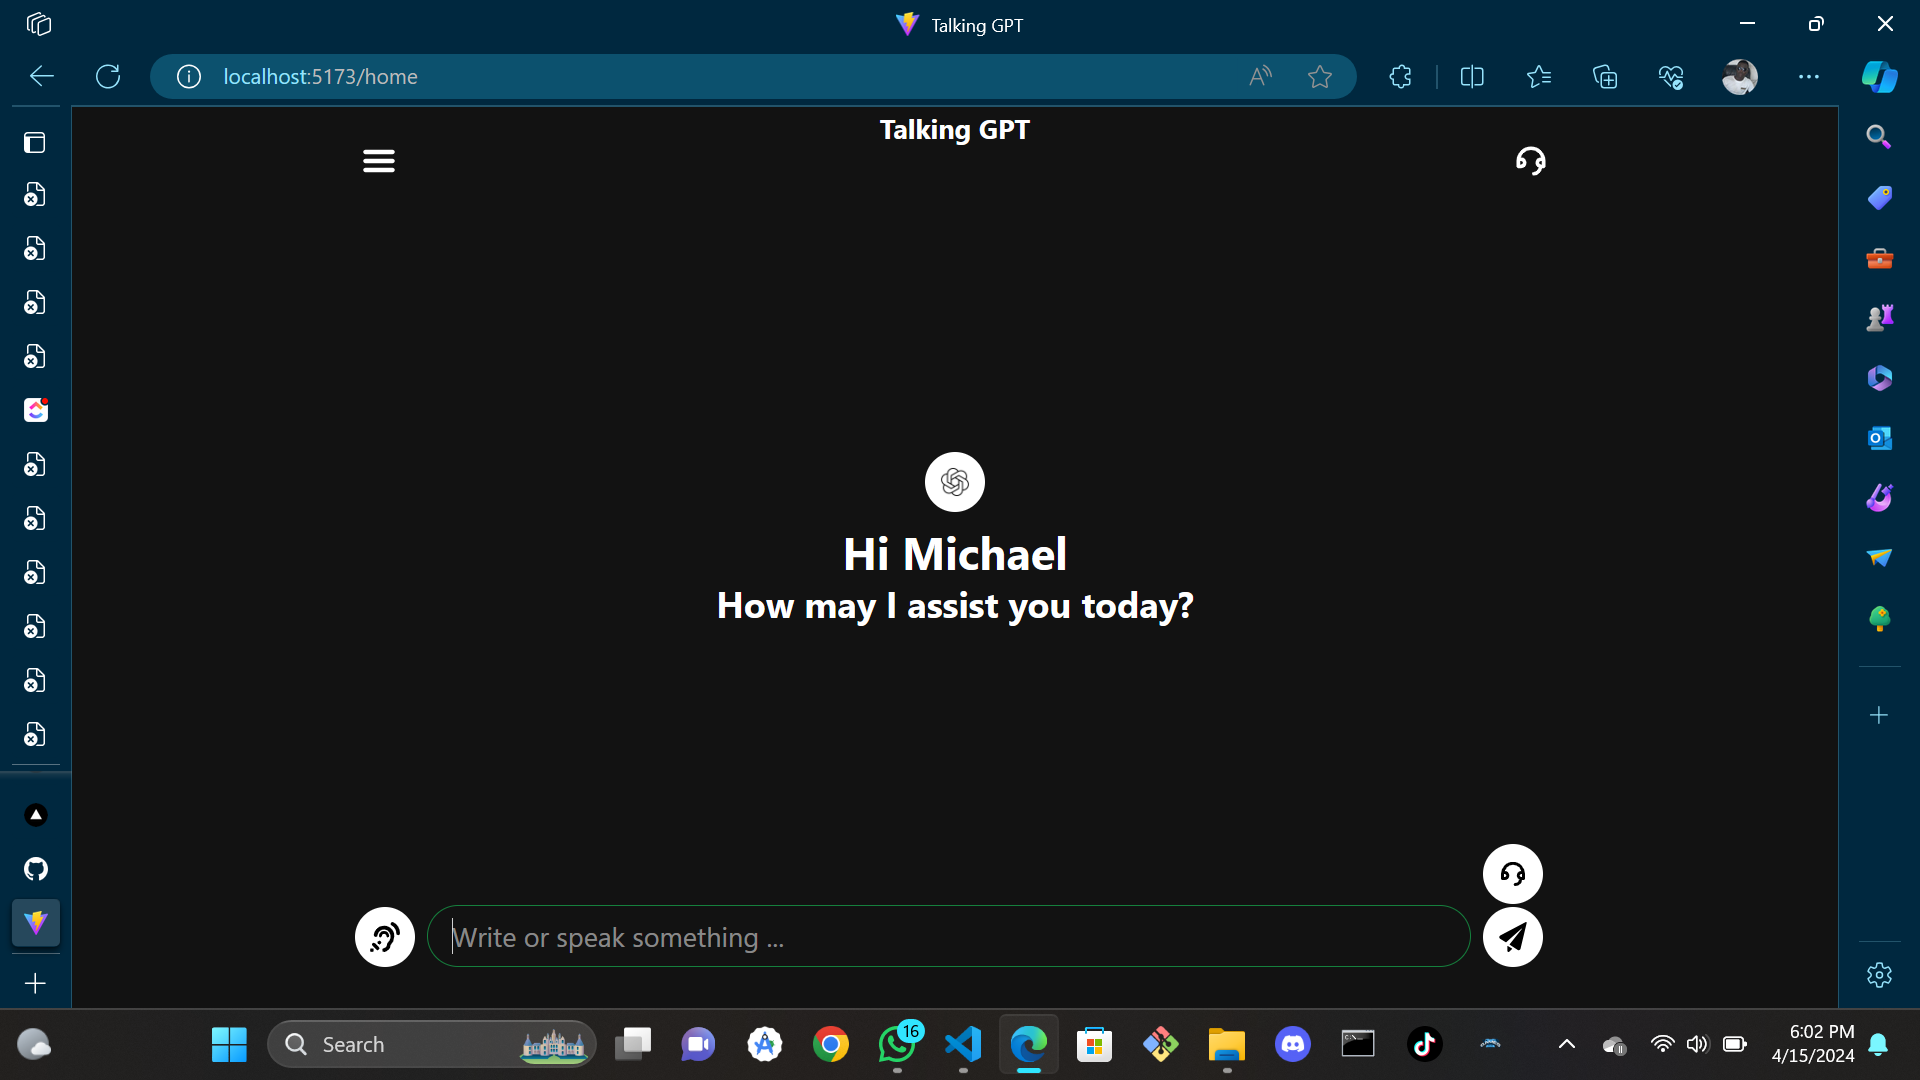 Talking GPT
localhost:5173/home
Talking GPT
Hi Michael
How may I assist you today?
Write or speak something ...
Search
16
6:02 PM
4/15/2024